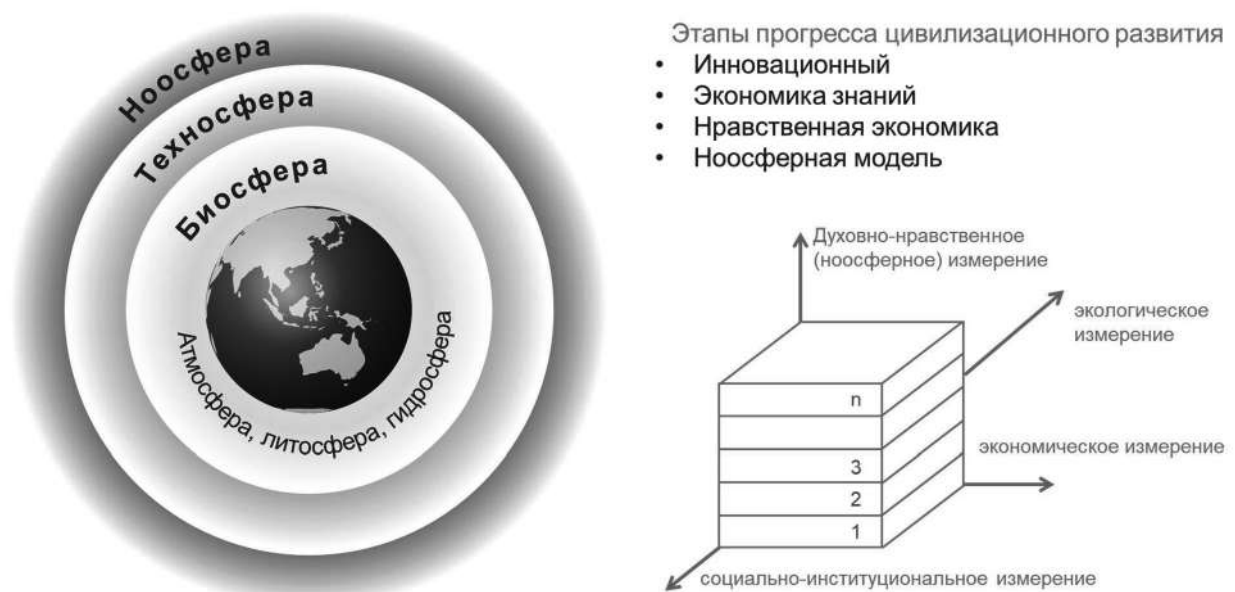 Ноосфера
Техносфера
Биосфера
Атмосфера, литосфера, гидросфера
Этапы прогресса цивилизационного развития
• Инновационный
• Экономика знаний
• Нравственная экономика
• Ноосферная модель
Духовно-нравственное
(ноосферное) измерение
экологическое
измерение
n
3
2
1
экономическое измерение
социально-институциональное измерение